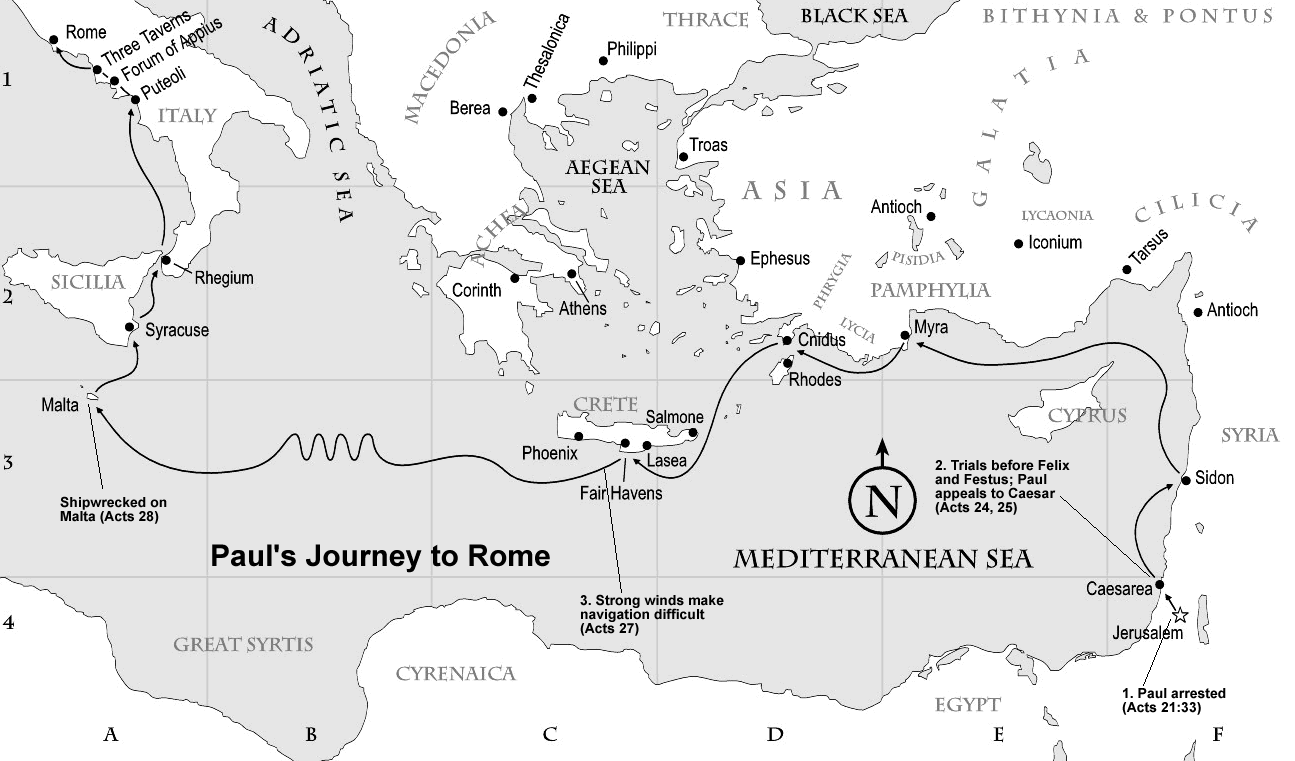 BLACK SEA
THRACE
BITHYNIA & PONTUS
MACEDONIA
ADRIATIC SEA
GALATIA
Rome
Three Taverns
Forum of Appius
Puteoli
ITALY
1
Thesalonica
Philippi
Berea
Troas
AEGEAN
SEA
ASIA
Antioch
LYCAONIA
Iconium
CILICIA
Tarsus
PISIDIA
PHRYGIA
PAMPHYLIA
LYCIA
ACHEA
Ephesus
Corinth
Athens
SICILIA
Rhegium
2
Syracuse
Antioch
Cnidus
Myra
Rhodes
Malta
CRETE
Salmone
CYPRUS
SYRIA
Phoenix
Lasea
Fair Havens
3
N
2. Trials before Felix
and Festus; Paul
appeals to Caesar
(Acts 24, 25)
Sidon
Shipwrecked on
Malta (Acts 28)
Paul's Journey to Rome
MEDITERRANEAN SEA
Caesarea
3. Strong winds make
navigation difficult
(Acts 27)
4
Jerusalem
GREAT SYRTIS
CYRENAICA
EGYPT
1. Paul arrested
(Acts 21:33)
A
B
C
D
E
F